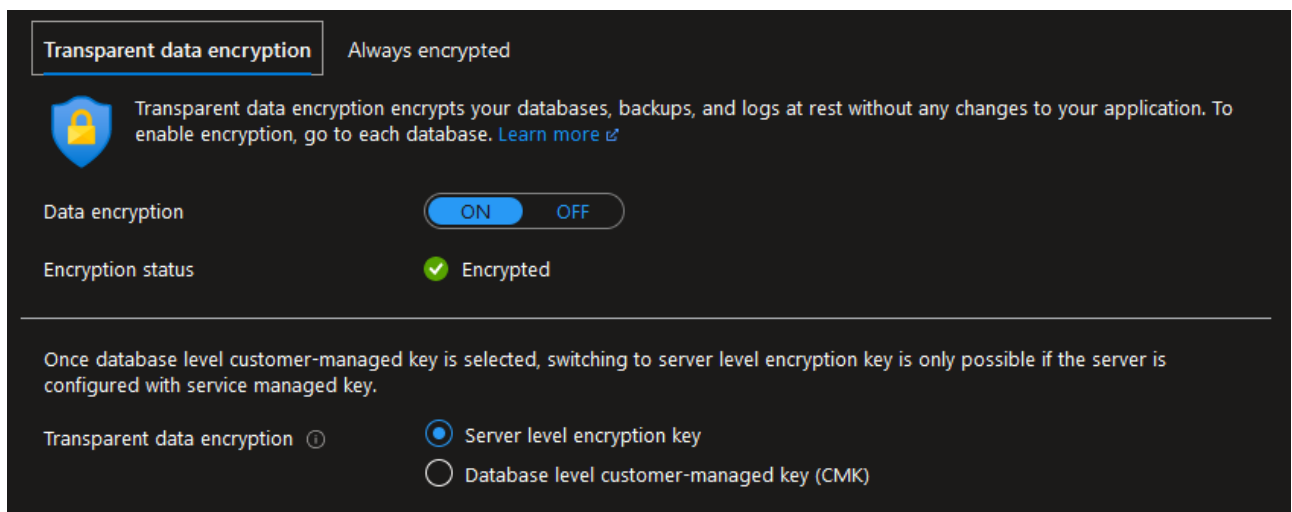 Transparent data encryption Always encrypted
Transparent data encryption encrypts your databases, backups, and logs at rest without any changes to your application. To
enable encryption, go to each database. Learn more
Data encryption ON OFF
Encryption status Encrypted
Once database level customer-managed key is selected, switching to server level encryption key is only possible if the server is
configured with service managed key.
Transparent data encryption Server level encryption key
Database level customer-managed key (CMK)